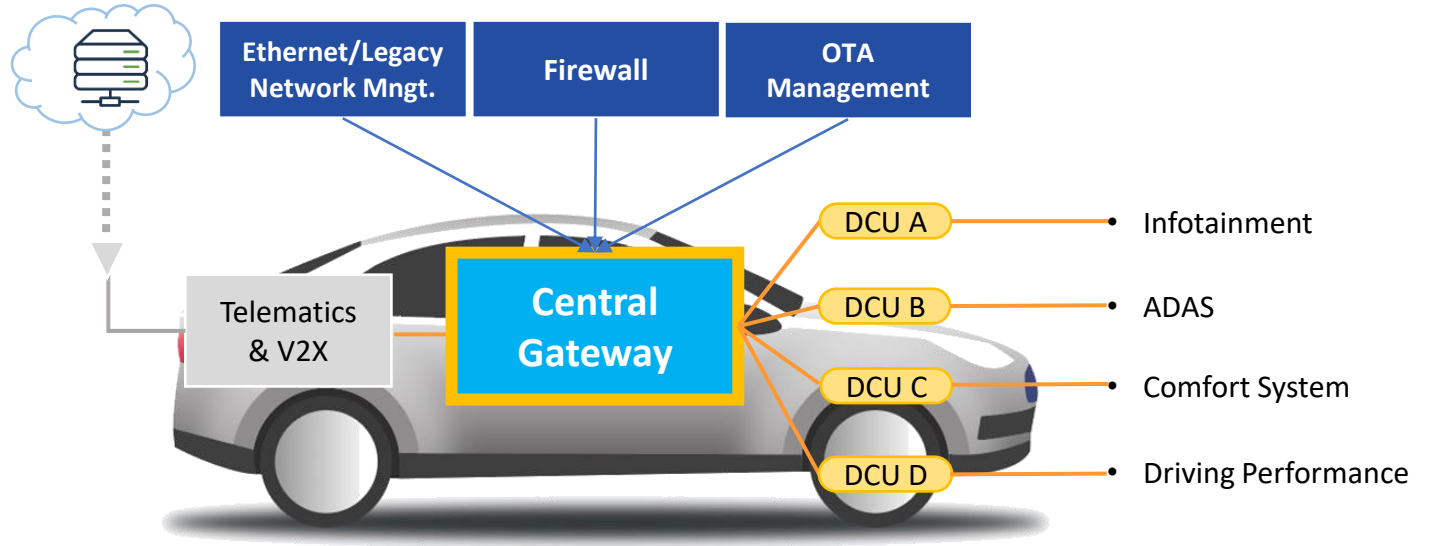 Ethernet/Legacy
Network Mngt.
Firewall
OTA
Management
DCU A
• Infotainment
Telematics
& V2X
Central
Gateway
DCU B
• ADAS
DCU C
• Comfort System
DCU D
• Driving Performance